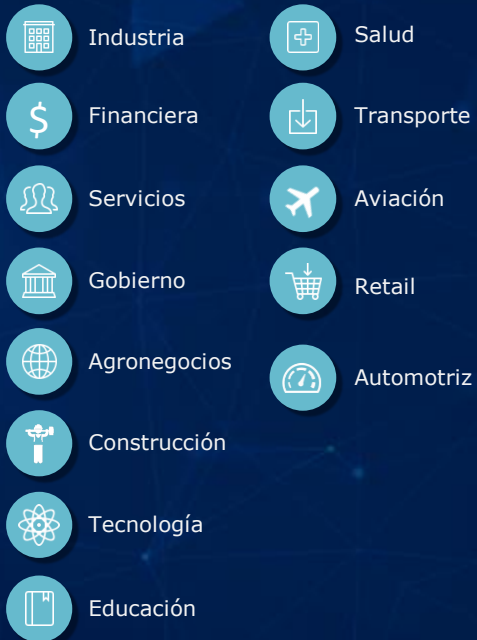 Industria
Financiera
Servicios
Gobierno
Agronegocios
Construcción
Tecnología
Educación
Salud
Transporte
Aviación
Retail
Automotriz